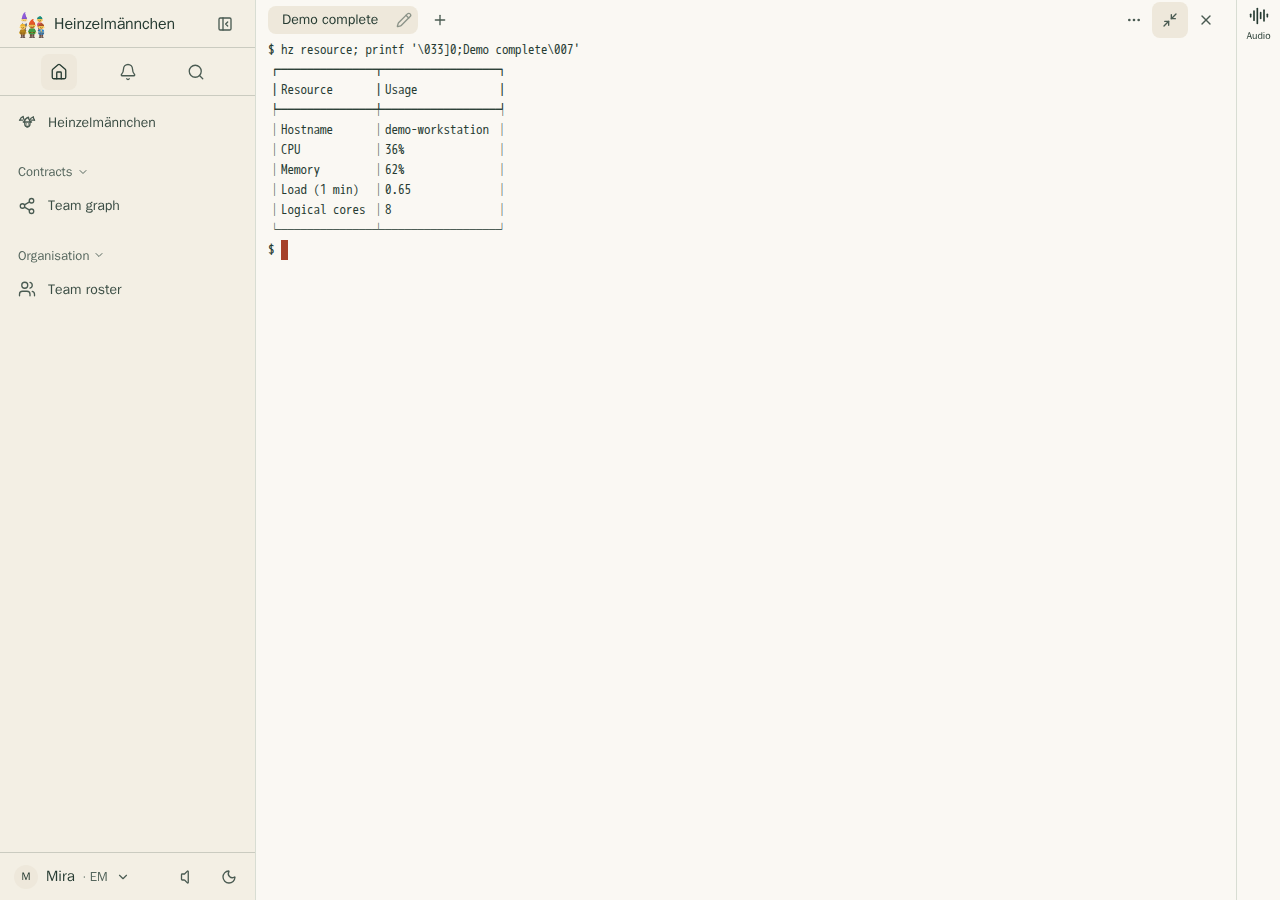 Heinzelmännchen
Heinzelmännchen
Contracts
Team graph
Organisation
Team roster
M Mira · EM
Demo complete
$ hz resource; printf '\033]0;Demo complete\007'
Resource Usage
Hostname demo-workstation
CPU 36%
Memory 62%
Load (1 min) 0.65
Logical cores 8
$
Audio